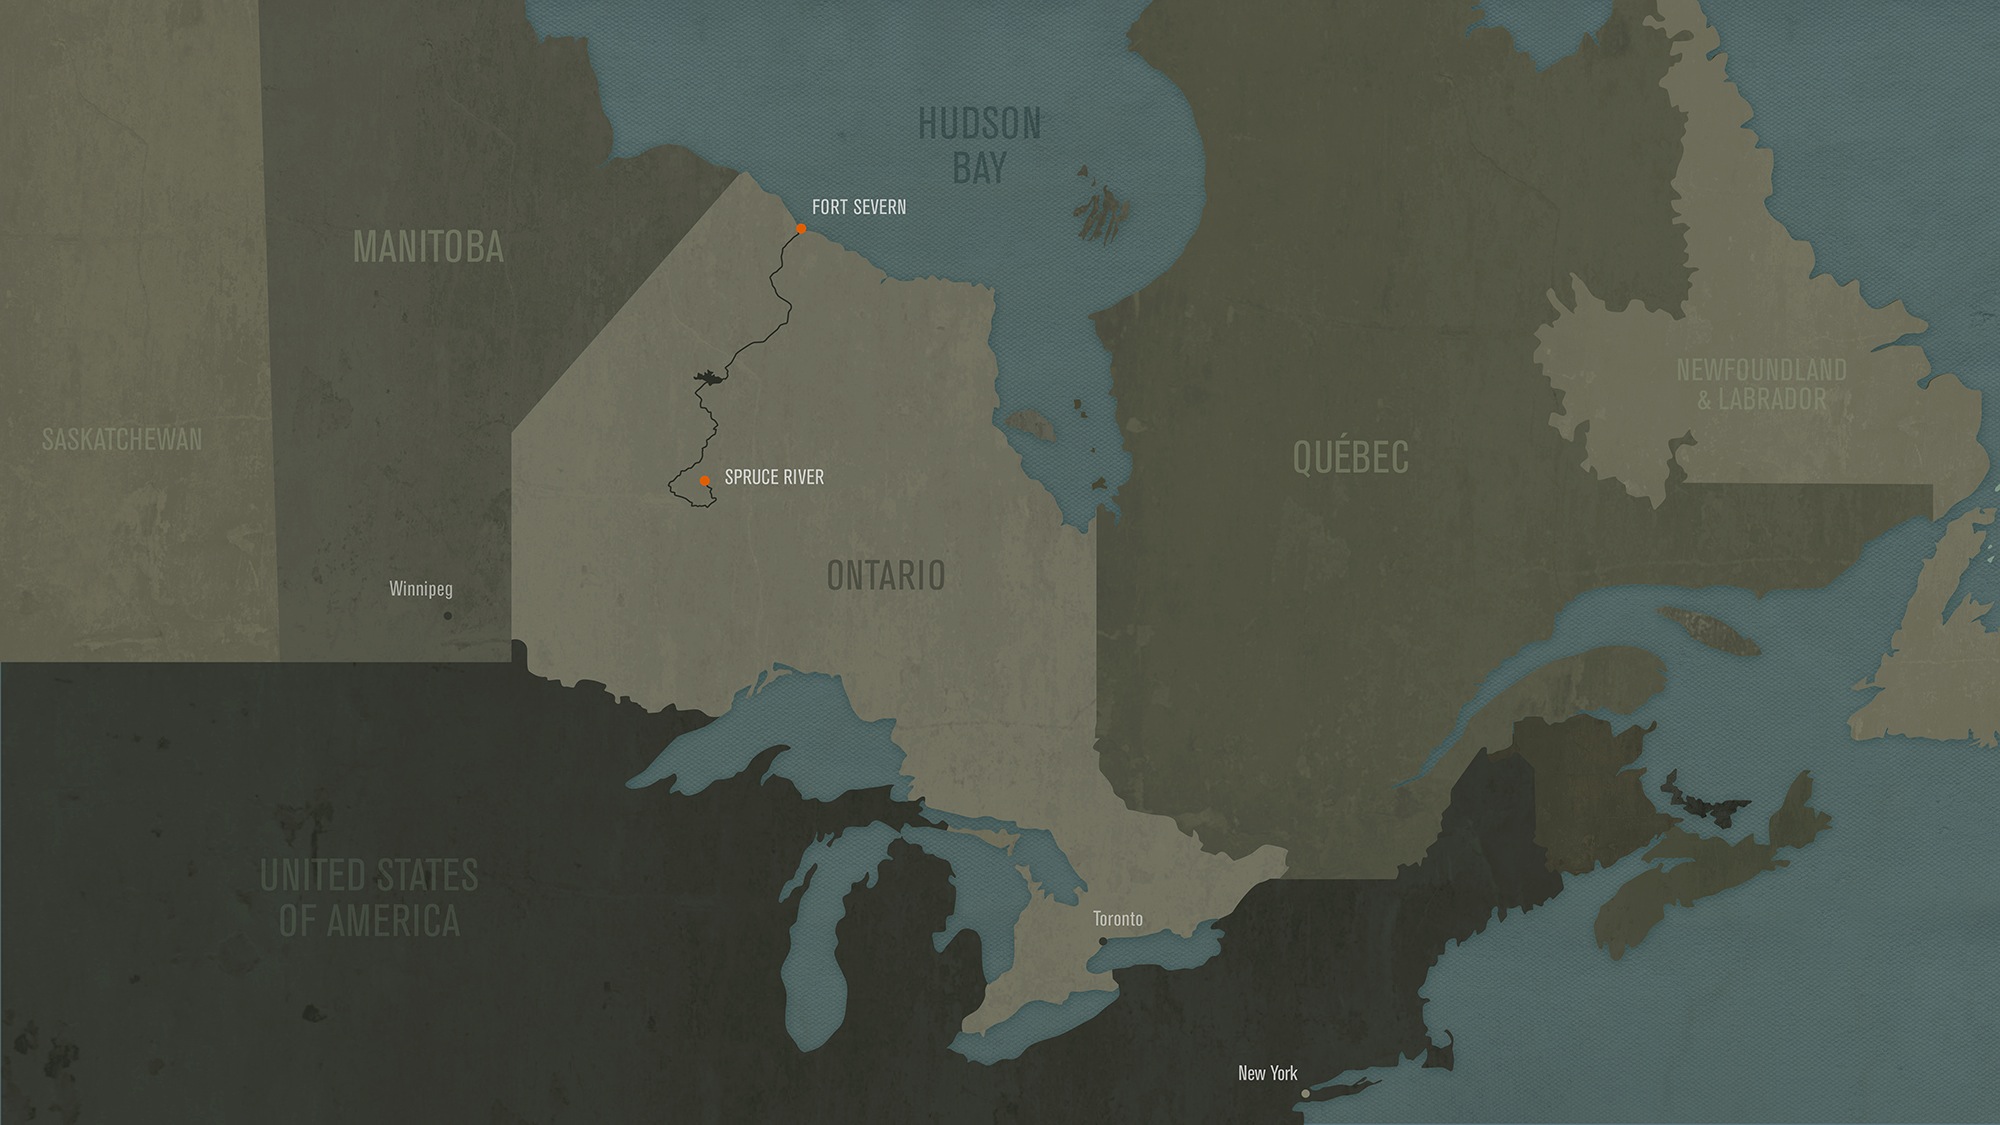 HUDSON
BAY
FORT SEVERN
MANITOBA
NEWFOUNDLAND
& LABRADOR
SASKATCHEWAN
QUÉBEC
SPRUCE RIVER
ONTARIO
Winnipeg
UNITED STATES
OF AMERICA
Toronto
New York